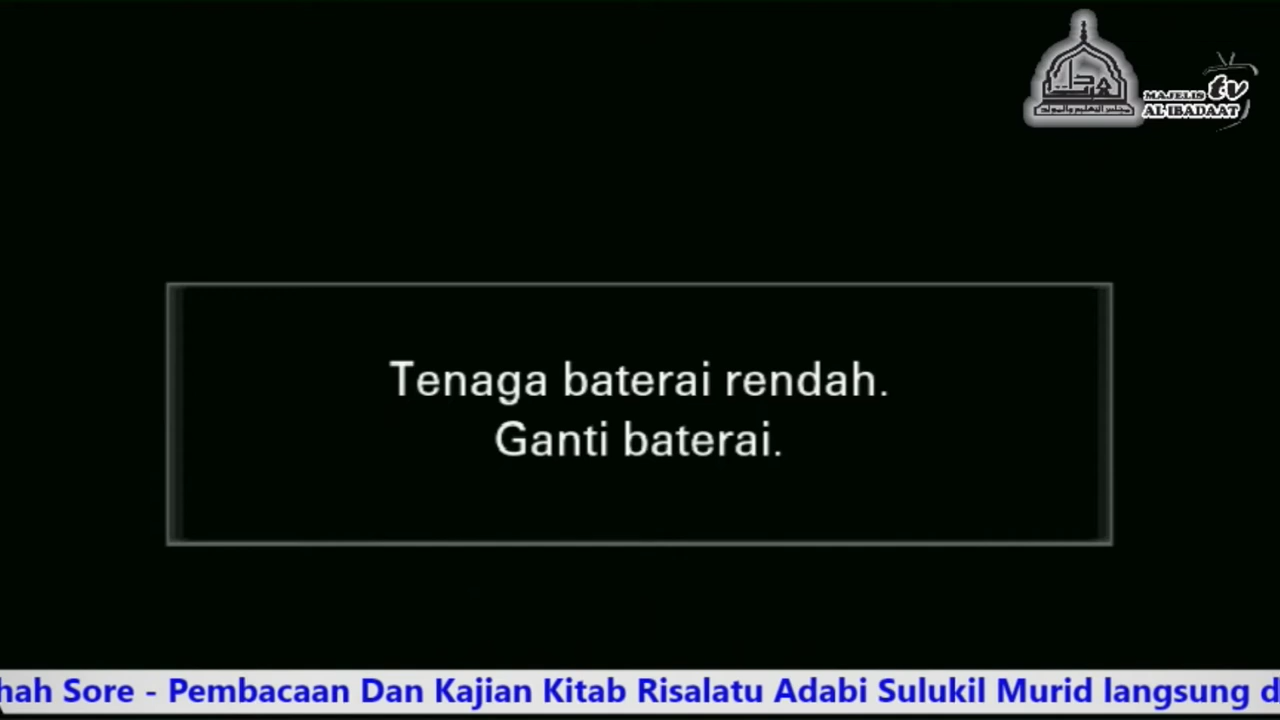 MAJELIS tv
AL IBADAAT
Tenaga baterai rendah.
Ganti baterai.
hah Sore - Pembacaan Dan Kajian Kitab Risalatu Adabi Sulukil Murid langsung d